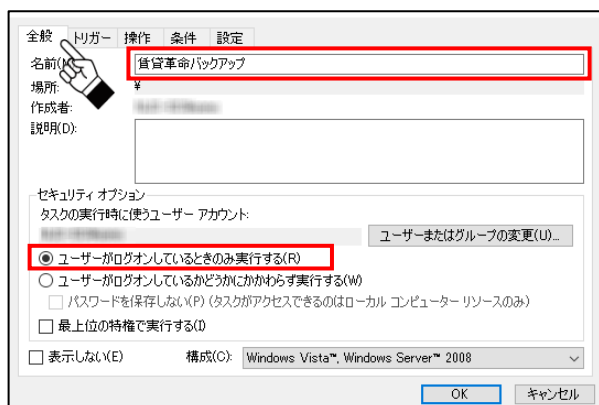 全般 トリガー 操作 条件 設定
名前(
賃貸革命バックアップ
場所: ¥
作成者:
説明(D):
セキュリティ オプション
タスクの実行時に使うユーザー アカウント:
ユーザーまたはグループの変更(U)...
ユーザーがログオンしているときのみ実行する(R)
ユーザーがログオンしているかどうかにかかわらず実行する(W)
パスワードを保存しない(P) (タスクがアクセスできるのはローカル コンピューター リソースのみ)
最上位の特権で実行する(I)
表示しない(E) 構成(C): Windows Vista™, Windows Server™ 2008
OK キャンセル